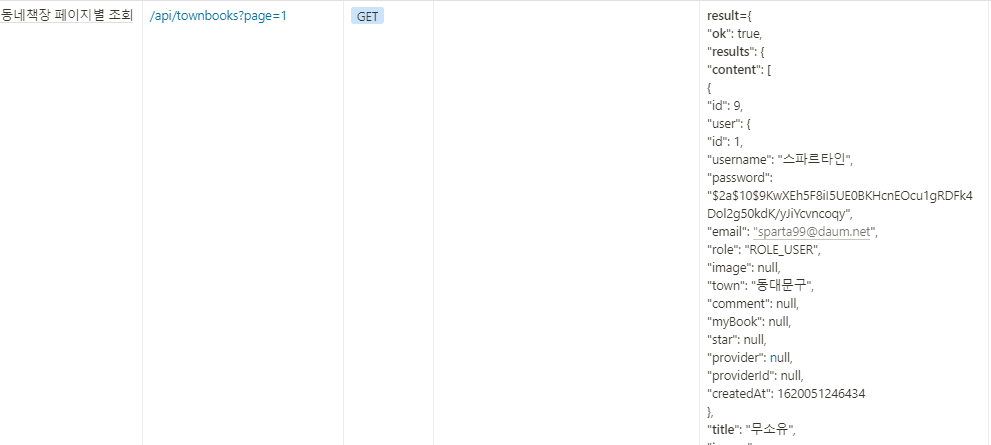 동네책장 페이지별 조회
/api/townbooks?page=1
GET
result={
"ok": true,
"results": {
"content": [
{
"id": 9,
"user": {
"id": 1,
"username": "스파르타인",
"password":
"$2a$10$9KwXEh5F8iI5UE0BKHcnEOcu1gRDFk4
Dol2g50kdK/yJiYcvncoqy",
"email": "sparta99@daum.net",
"role": "ROLE_USER",
"image": null,
"town": "동대문구",
"comment": null,
"myBook": null,
"star": null,
"provider": null,
"providerId": null,
"createdAt": 1620051246434
},
"title": "무소유",